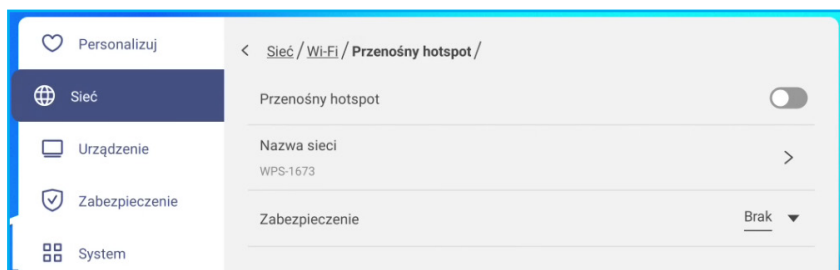 Personalizuj
Sieć
Urządzenie
Zabezpieczenie
System
Sieć / Wi-Fi / Przenośny hotspot /
Przenośny hotspot
Nazwa sieci
WPS-1673
Zabezpieczenie Brak